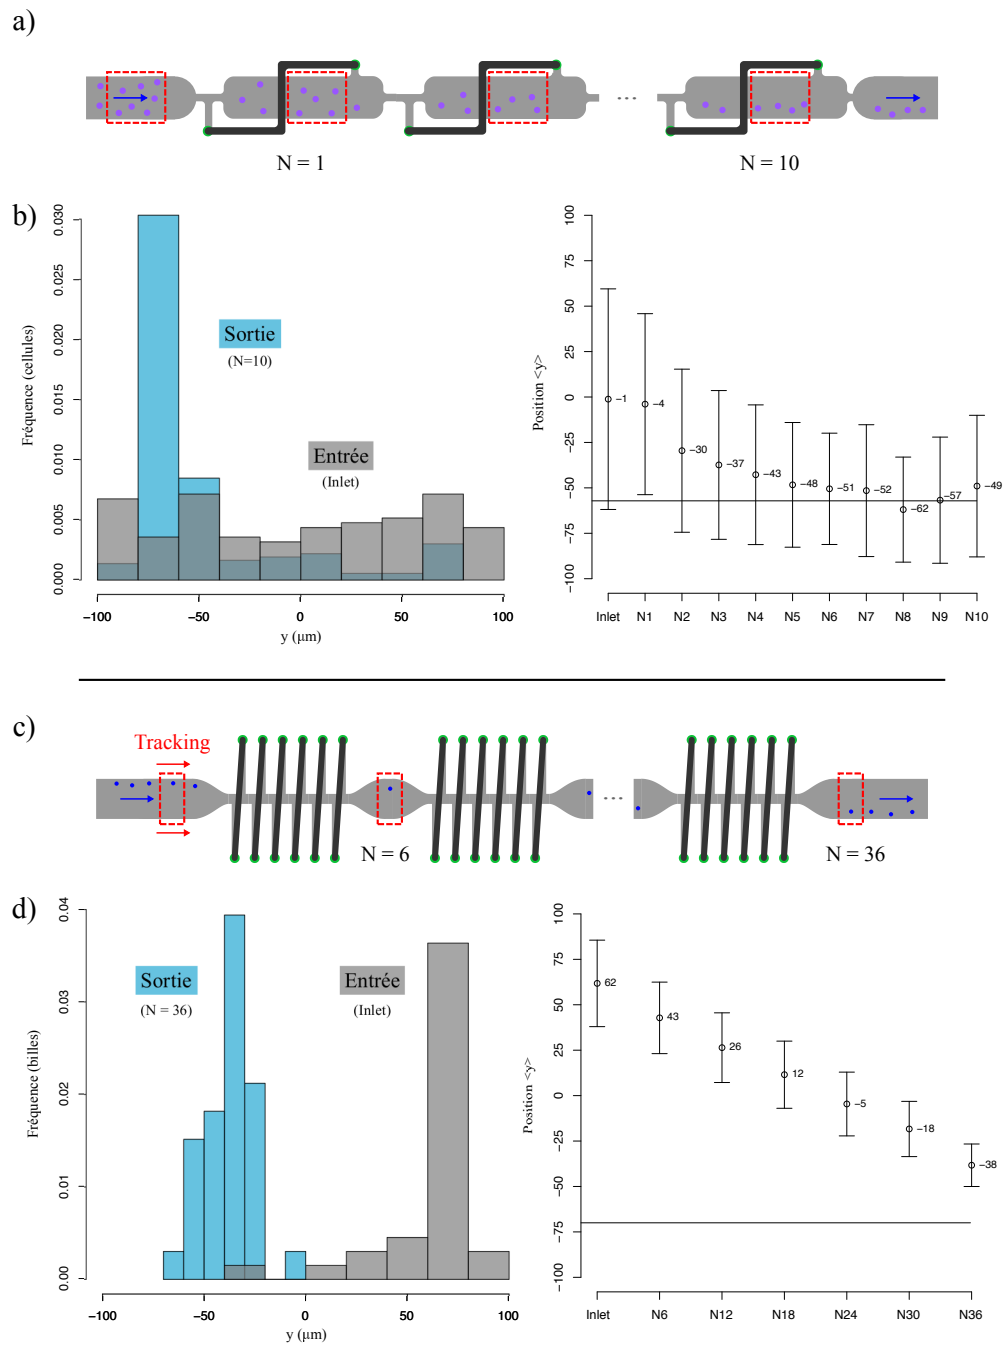 a)
N = 1
...
N = 10
b)
Fréquence (cellules)
0.030
0.025
0.020
0.015
0.010
0.005
0.000
Sortie
(N=10)
Entrée
(Inlet)
−100
−50
0
50
100
y (μm)
Position <y>
100
75
50
25
0
−25
−50
−75
−100
−1
−4
−30
−37
−43
−48
−51
−52
−62
−57
−49
Inlet N1 N2 N3 N4 N5 N6 N7 N8 N9 N10
c)
Tracking
N = 6
...
N = 36
d)
Fréquence (billes)
0.04
0.03
0.02
0.01
0.00
Sortie
(N = 36)
Entrée
(Inlet)
−100
−50
0
50
100
y (μm)
Position <y>
100
75
50
25
0
−25
−50
−75
−100
62
43
26
12
−5
−18
−38
Inlet N6 N12 N18 N24 N30 N36